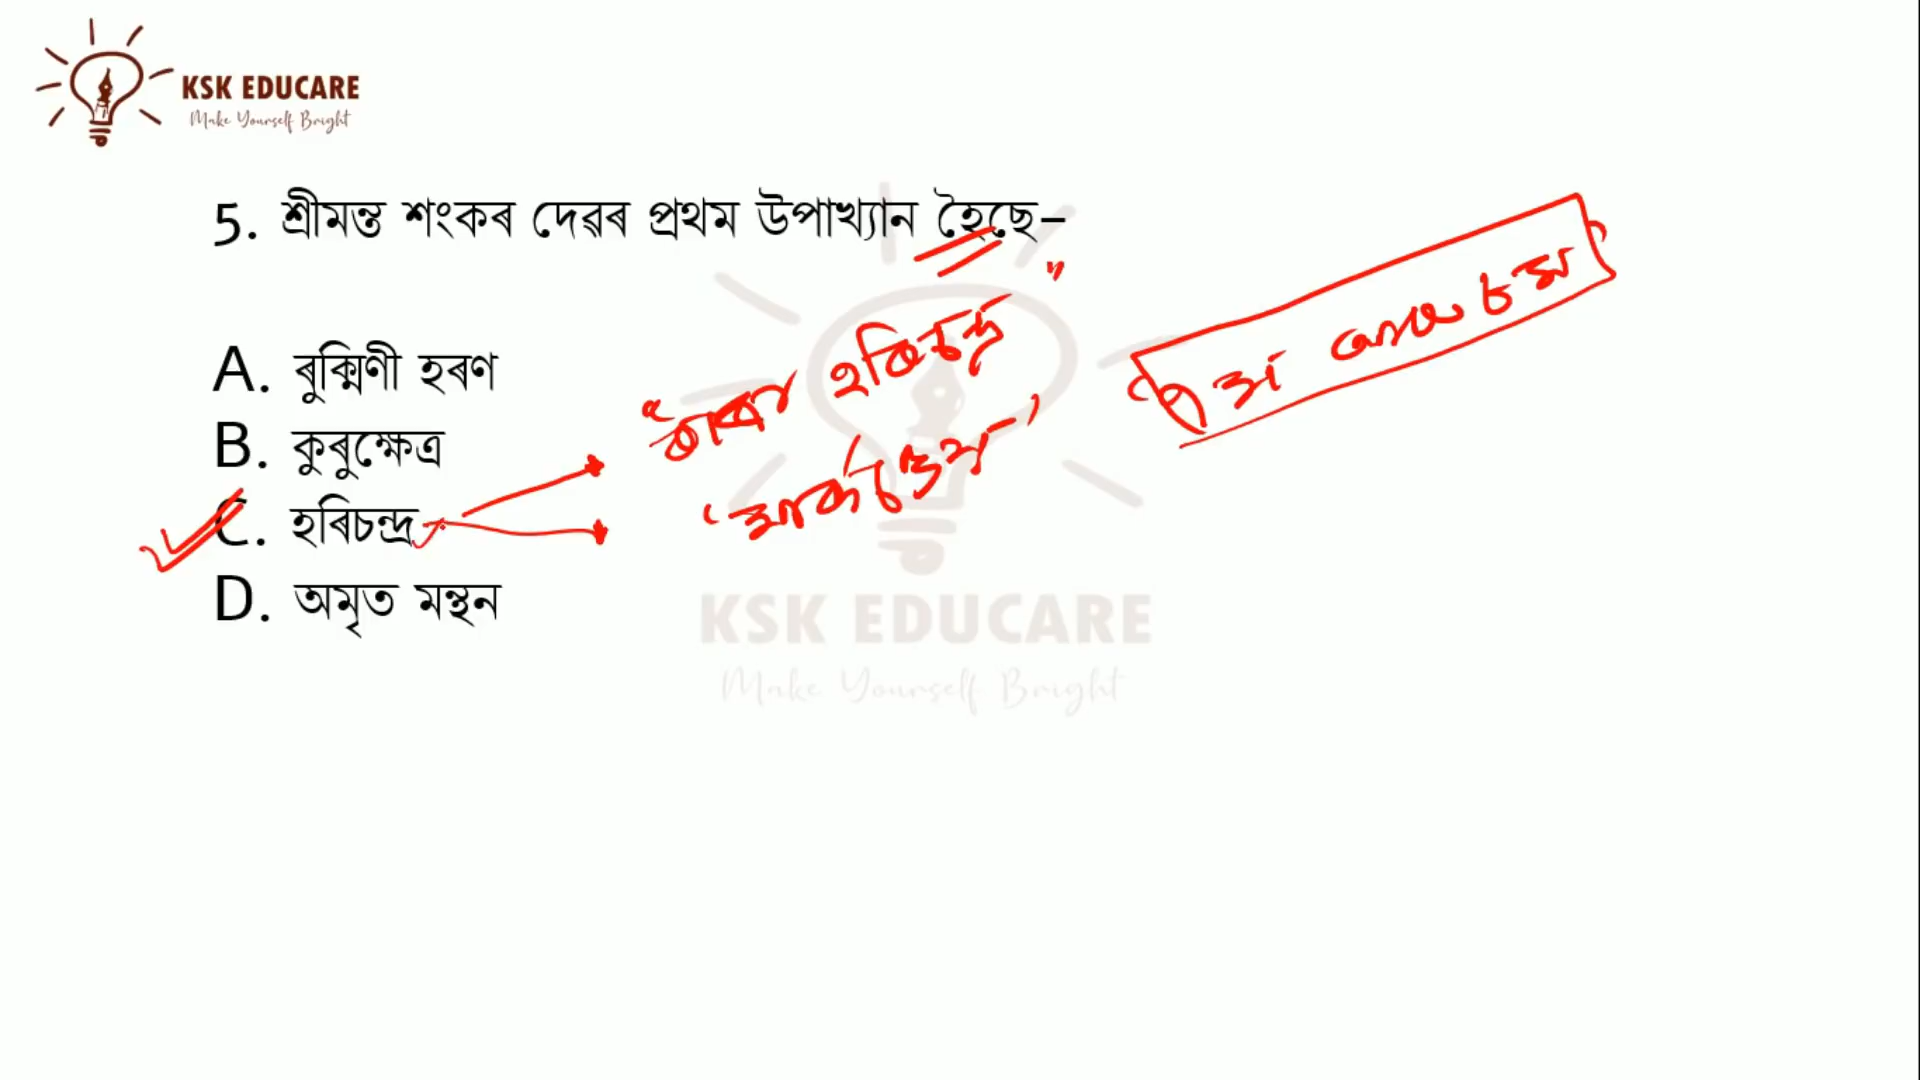 KSK EDUCARE
Make Yourself Bright
5. শ্ৰীমন্ত শংকৰ দেৱৰ প্ৰথম উপাখ্যান হৈছে–
A. ৰুক্মিণী হৰণ
B. কুৰুক্ষেত্ৰ
C. হৰিচন্দ্ৰ
D. অমৃত মন্থন
KSK EDUCARE
Make Yourself Bright